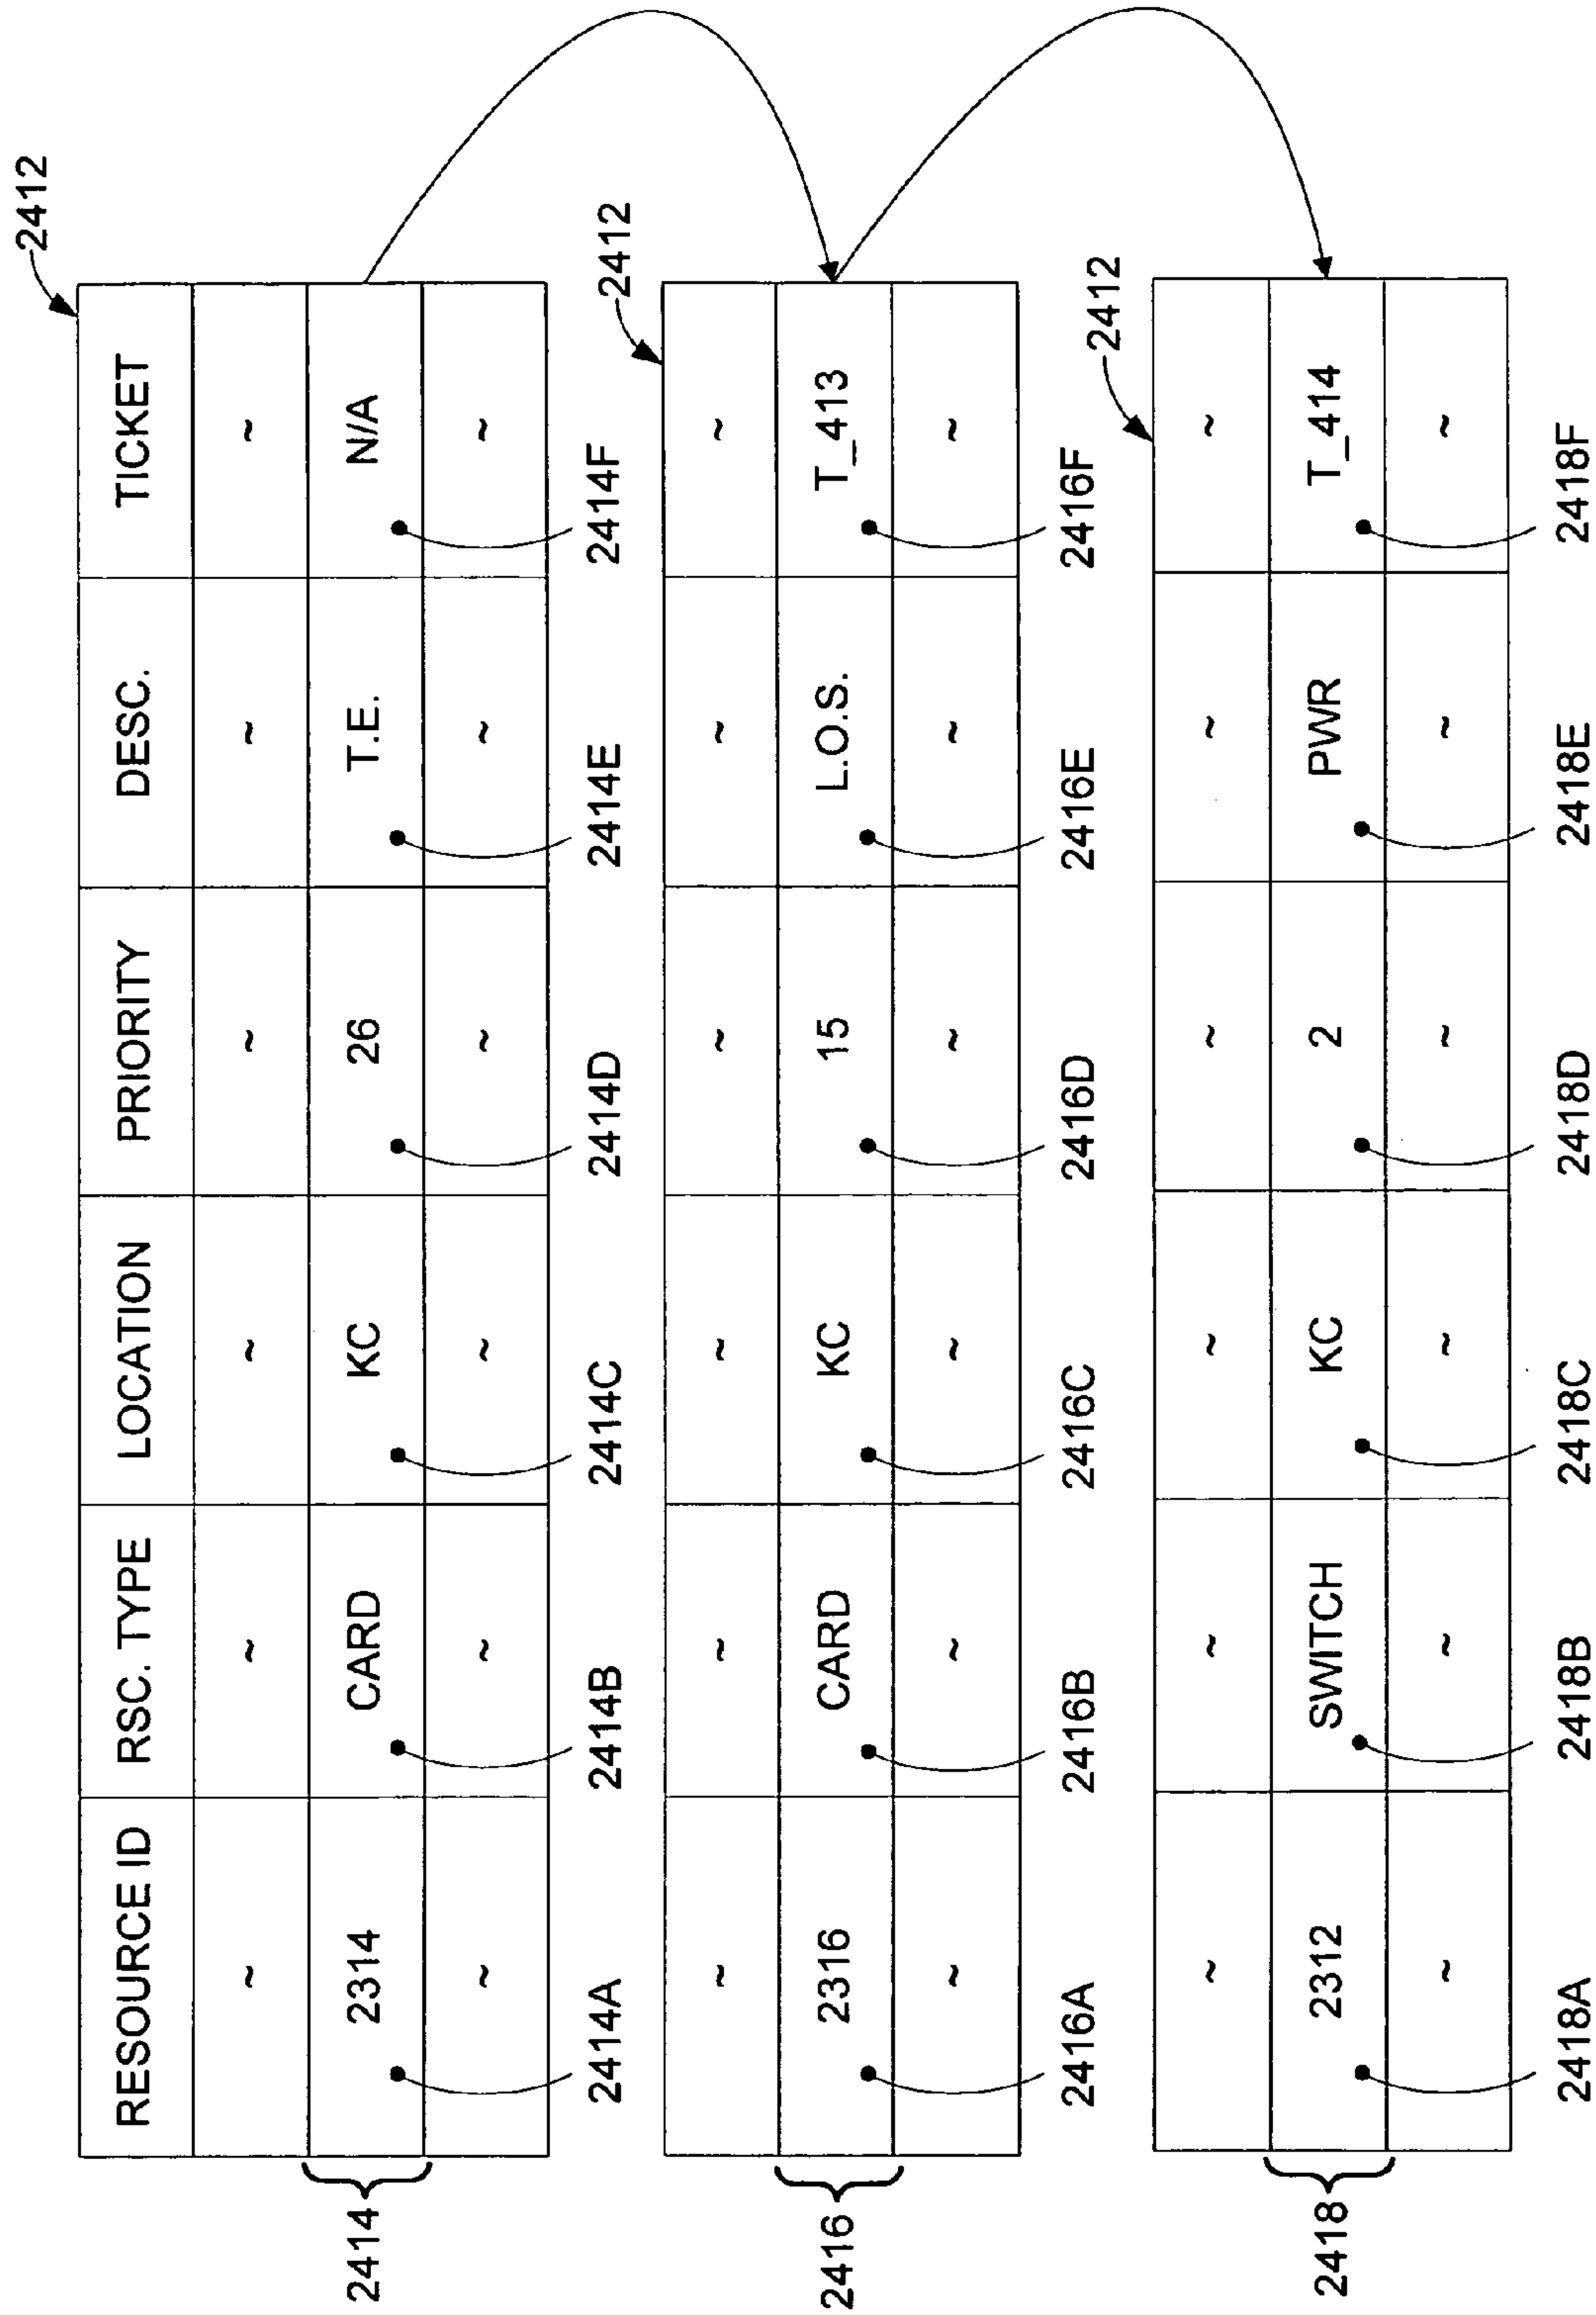 2412
RESOURCE ID RSC. TYPE LOCATION PRIORITY DESC. TICKET
~ ~ ~ ~ ~ ~
2414 2314 CARD KC 26 T.E. N/A
~ ~ ~ ~ ~ ~
2414A 2414B 2414C 2414D 2414E 2414F
2412
~ ~ ~ ~ ~ ~
2416 2316 CARD KC 15 L.O.S. T_413
~ ~ ~ ~ ~ ~
2416A 2416B 2416C 2416D 2416E 2416F
2412
~ ~ ~ ~ ~ ~
2418 2312 SWITCH KC 2 PWR T_414
~ ~ ~ ~ ~ ~
2418A 2418B 2418C 2418D 2418E 2418F